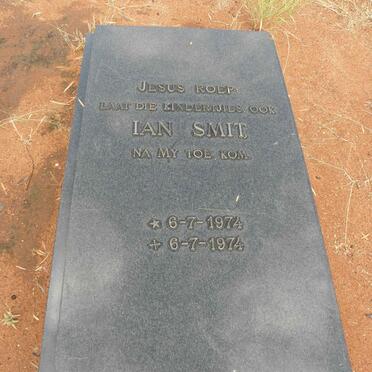 JESUS ROEP:
LAAT DIE KINDERTJIES OOK
IAN SMIT
NA MY TOE KOM.
* 6-7-1974
+ 6-7-1974